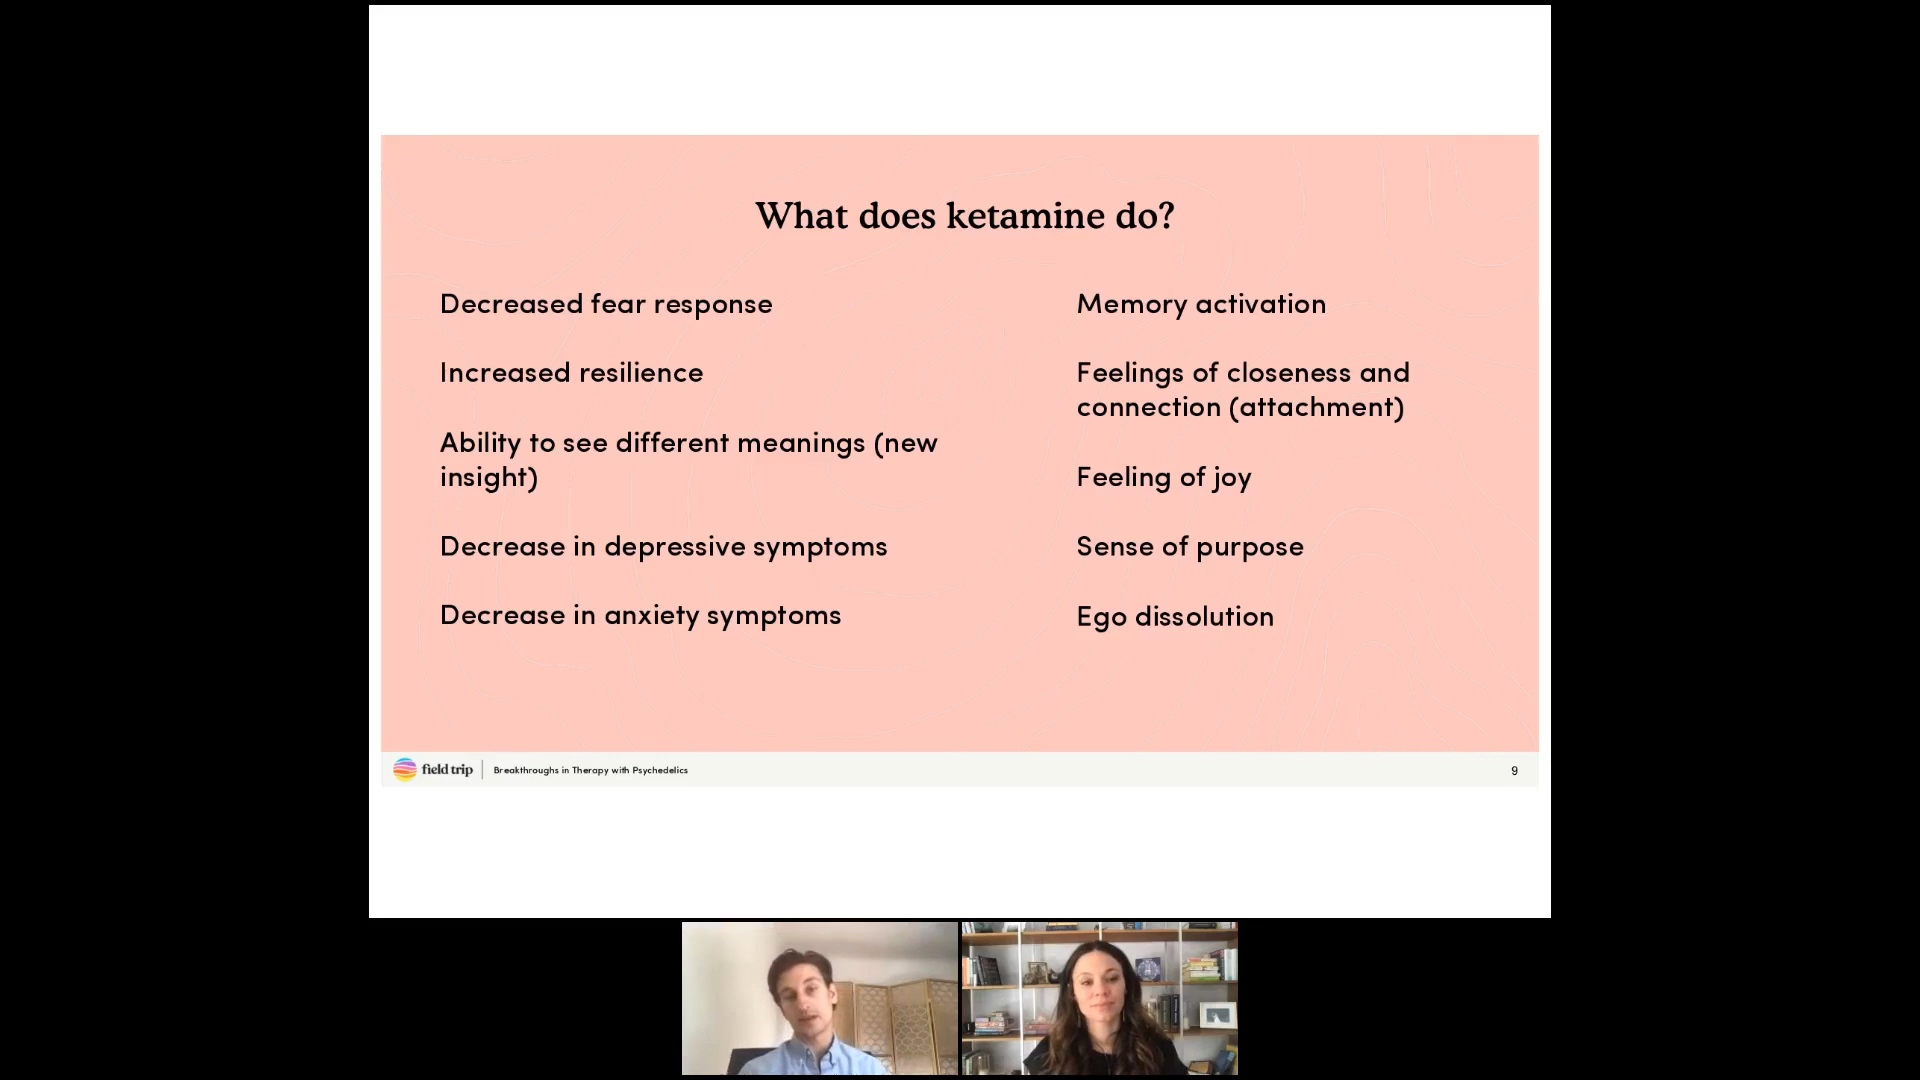 What does ketamine do?
Decreased fear response
Increased resilience
Ability to see different meanings (new
insight)
Decrease in depressive symptoms
Decrease in anxiety symptoms
Memory activation
Feelings of closeness and
connection (attachment)
Feeling of joy
Sense of purpose
Ego dissolution
field trip
Breakthroughs in Therapy with Psychedelics
9